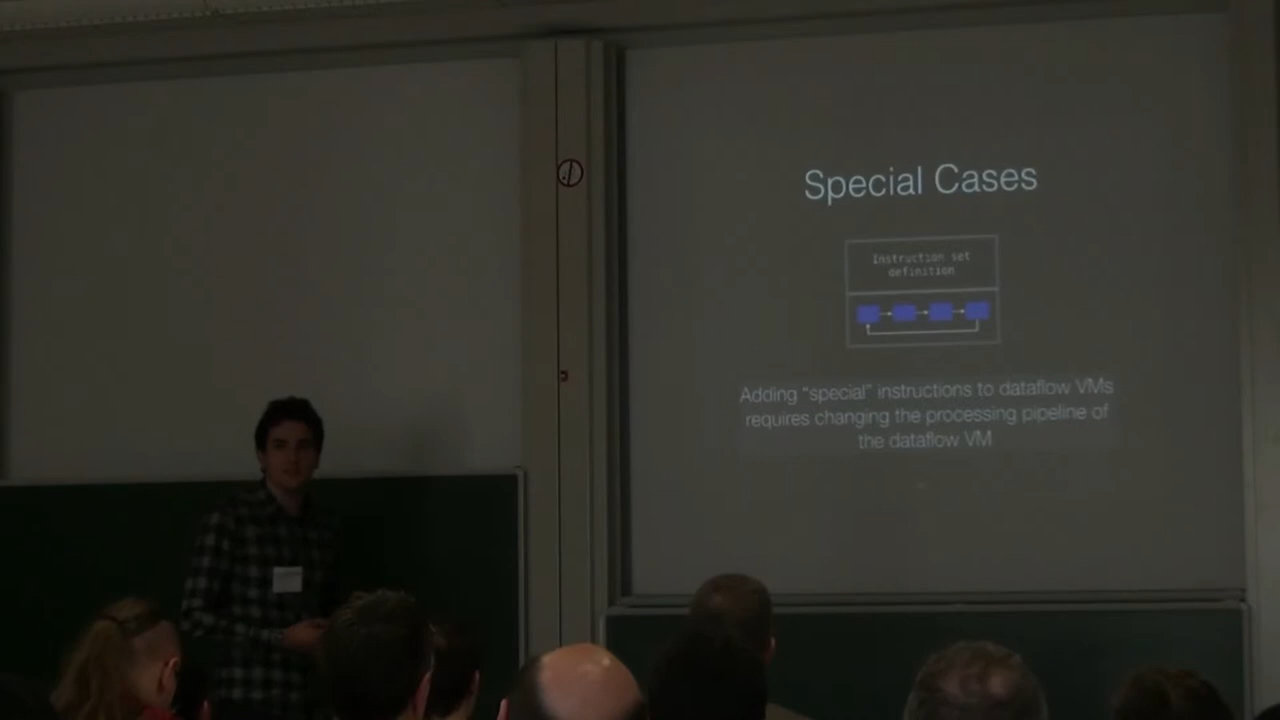 Special Cases
Instruction set
definition
Adding “special” instructions to dataflow VMs
requires changing the processing pipeline of
the dataflow VM